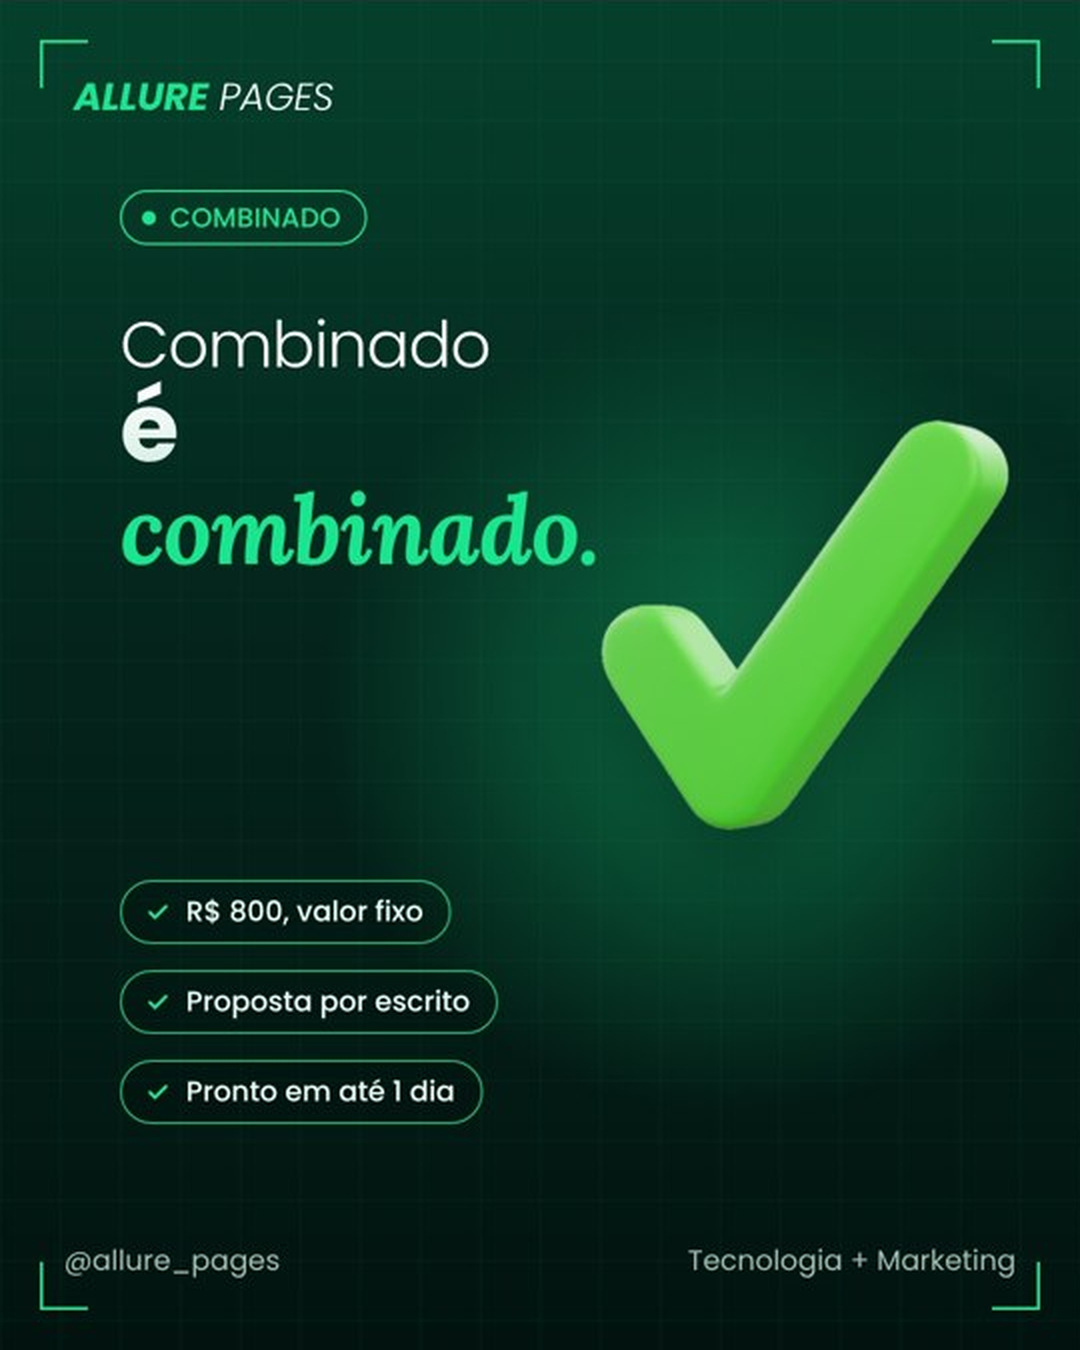 ALLURE PAGES
COMBINADO
Combinado
é
combinado.
R$ 800, valor fixo
Proposta por escrito
Pronto em até 1 dia
@allure_pages
Tecnologia + Marketing